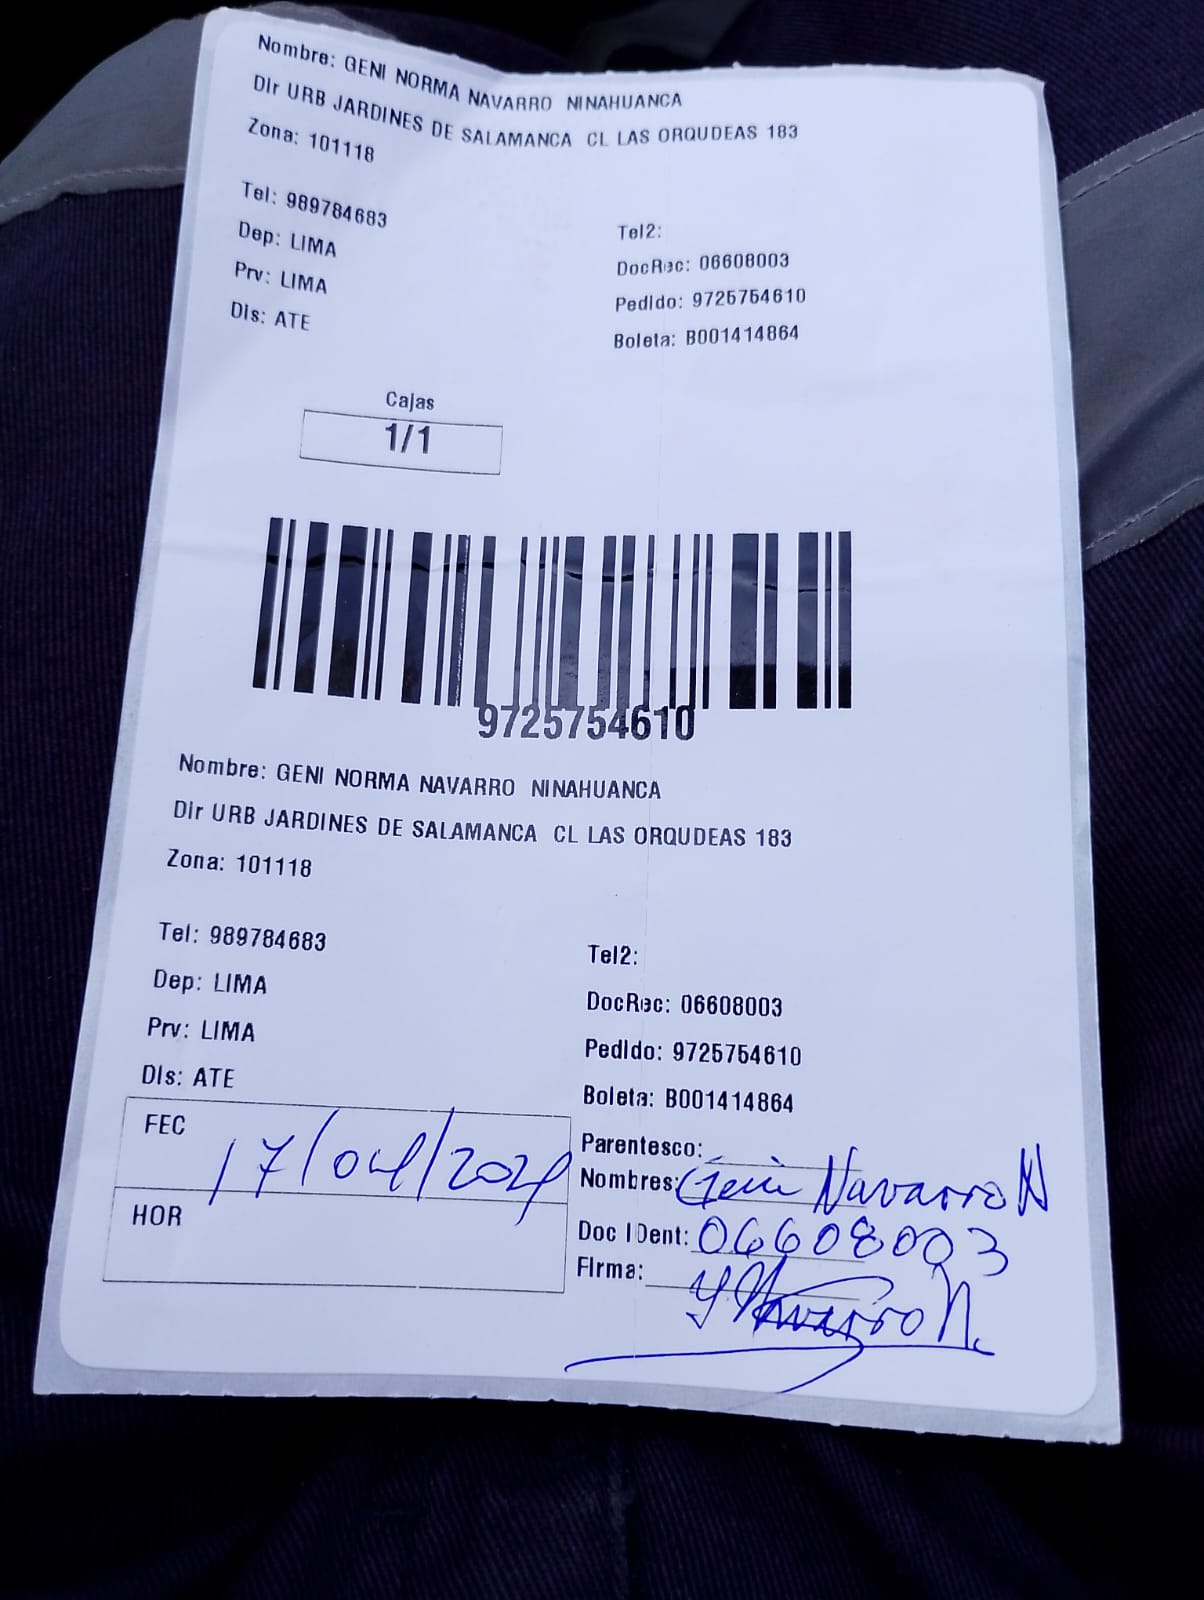 Nombre: GENI NORMA NAVARRO NINAHUANCA
Dir URB JARDINES DE SALAMANCA CL LAS ORQUDEAS 183
Zona: 101118
Tel: 989784683
Tel2:
Dep: LIMA
DocRec: 06608003
Prv: LIMA
Pedido: 9725754610
Dis: ATE
Boleta: B001414864
Cajas
1/1
9725754610
Nombre: GENI NORMA NAVARRO NINAHUANCA
Dir URB JARDINES DE SALAMANCA CL LAS ORQUDEAS 183
Zona: 101118
Tel: 989784683
Tel2:
Dep: LIMA
DocRec: 06608003
Prv: LIMA
Pedido: 9725754610
Dis: ATE
Boleta: B001414864
FEC 17/04/2024
Parentesco:
Nombres: Geni Navarro N
HOR
Doc IDent: 06608003
Firma: Navarro N.